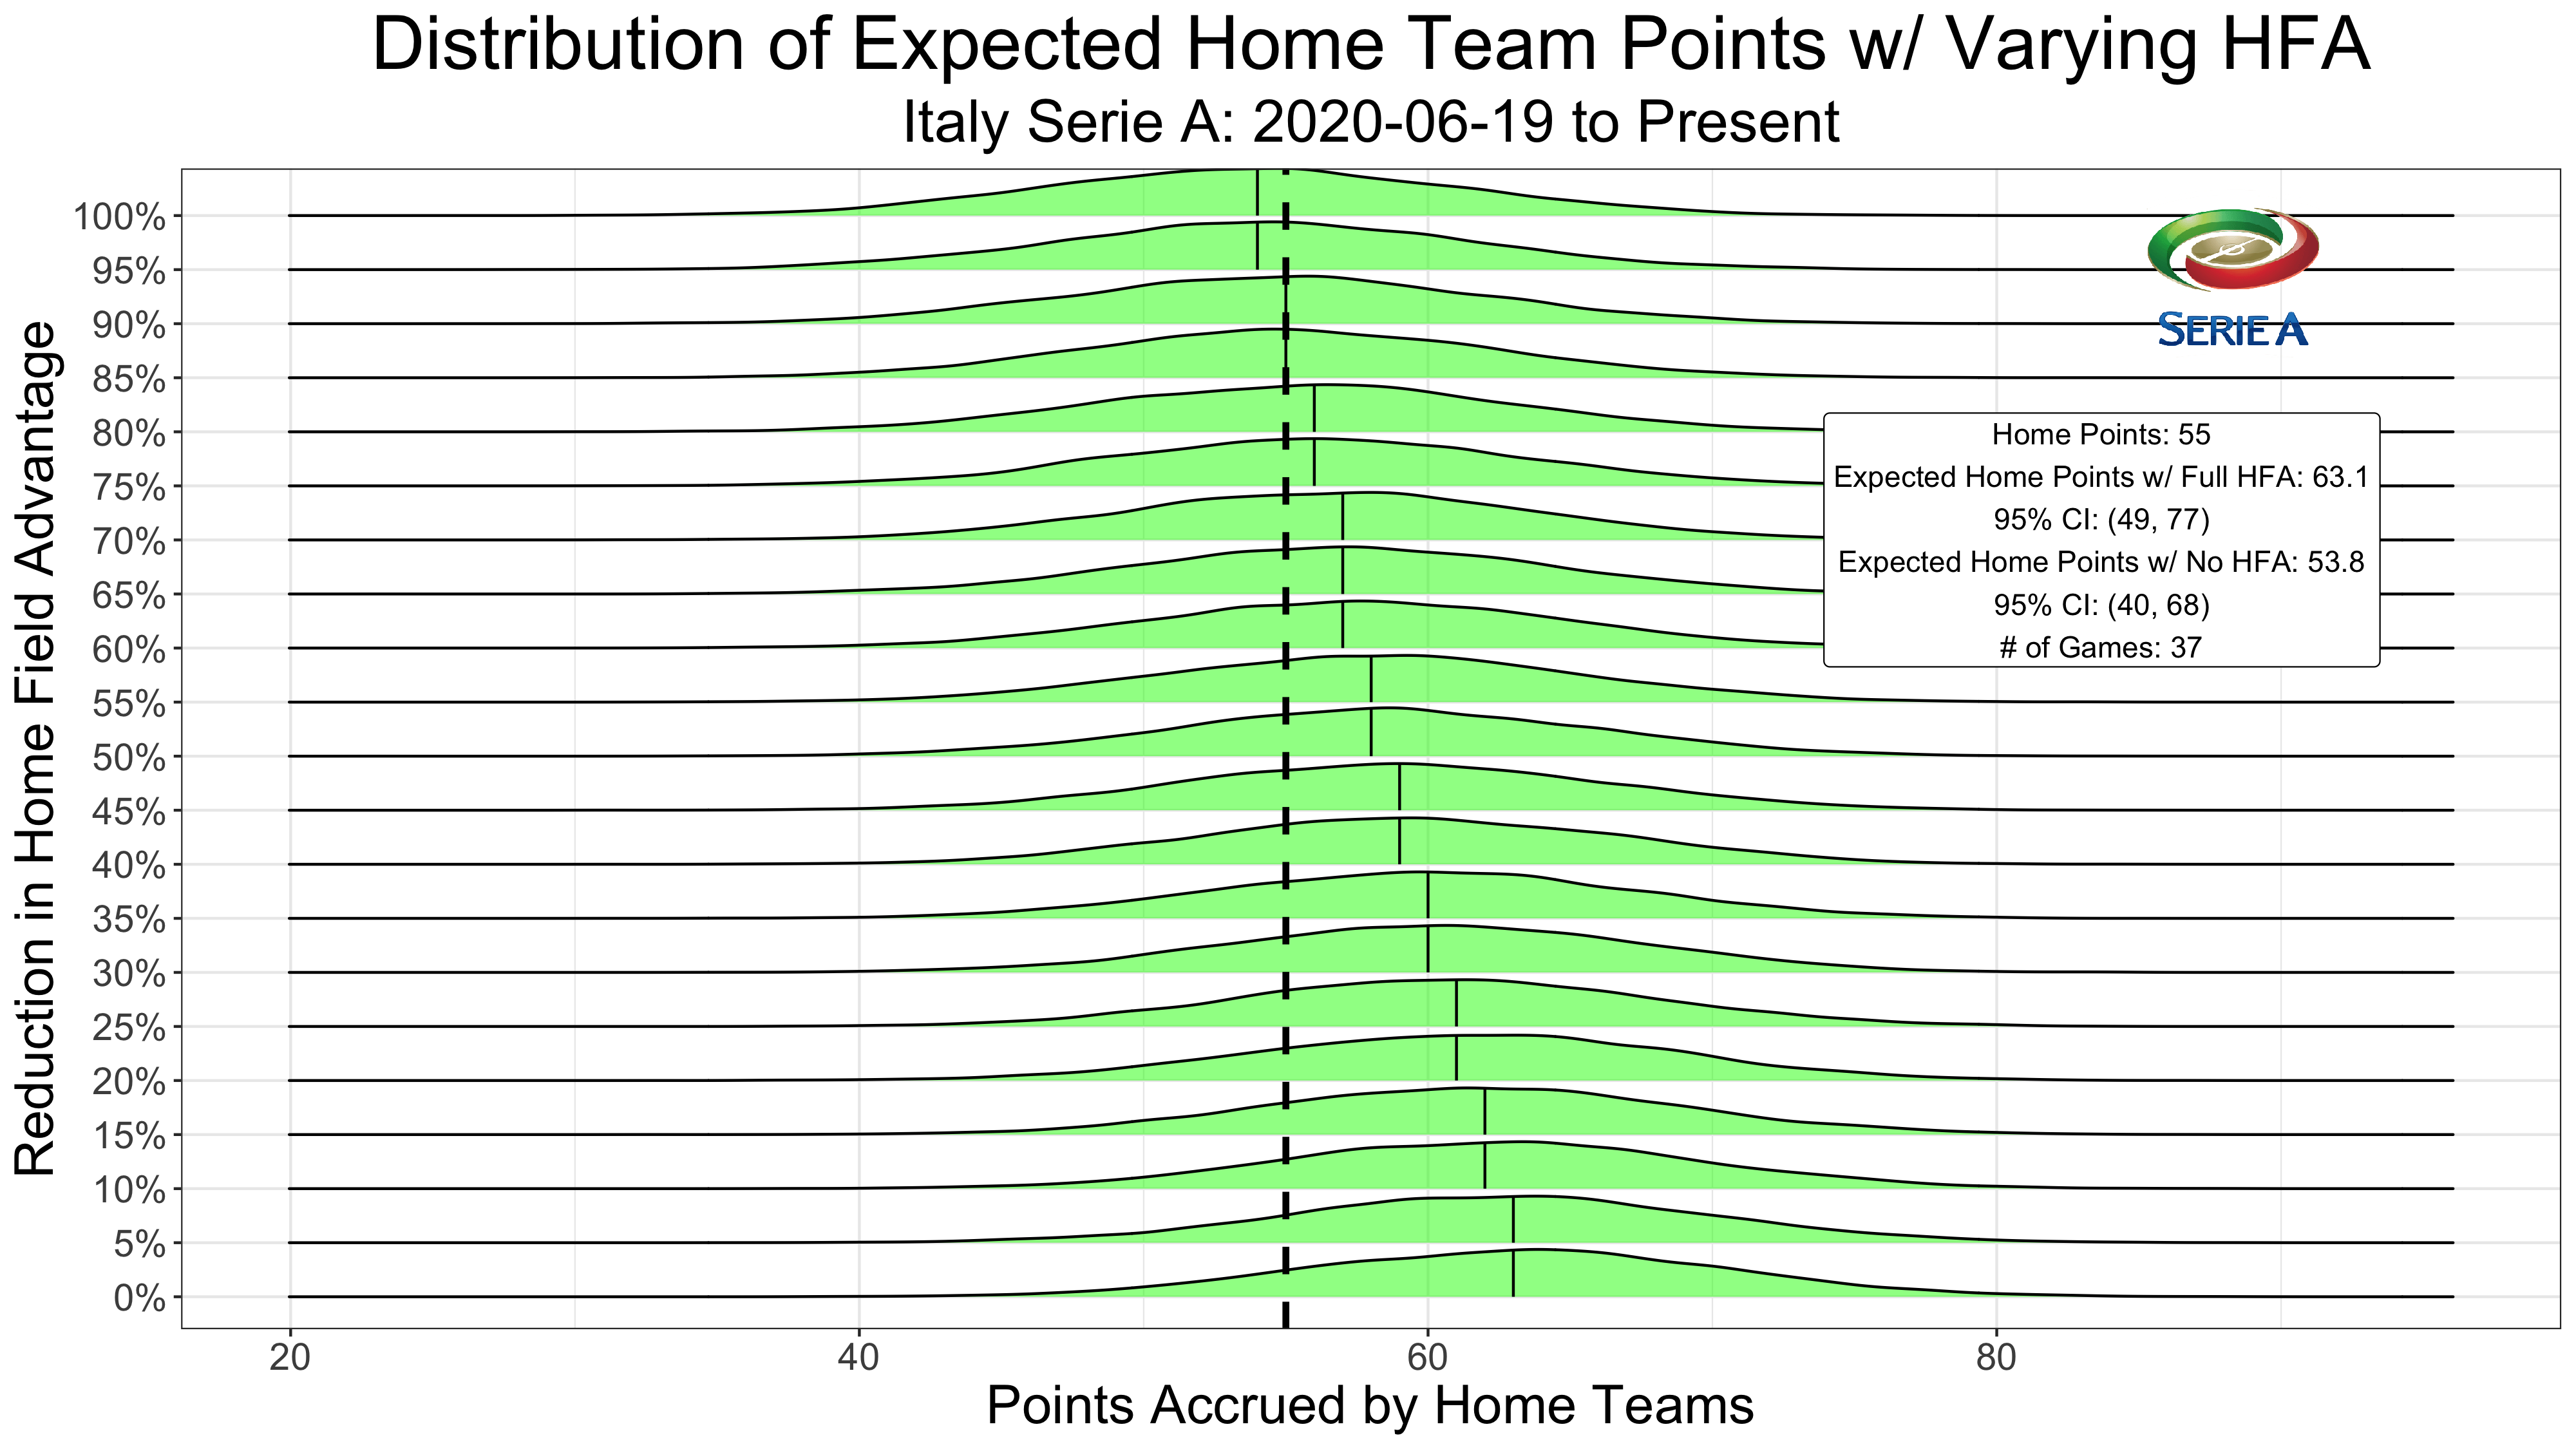 Distribution of Expected Home Team Points w/ Varying HFA
Italy Serie A: 2020-06-19 to Present
Reduction in Home Field Advantage
100%
95%
90%
85%
80%
75%
70%
65%
60%
55%
50%
45%
40%
35%
30%
25%
20%
15%
10%
5%
0%
SERIE A
Home Points: 55
Expected Home Points w/ Full HFA: 63.1
95% CI: (49, 77)
Expected Home Points w/ No HFA: 53.8
95% CI: (40, 68)
# of Games: 37
20 40 60 80
Points Accrued by Home Teams